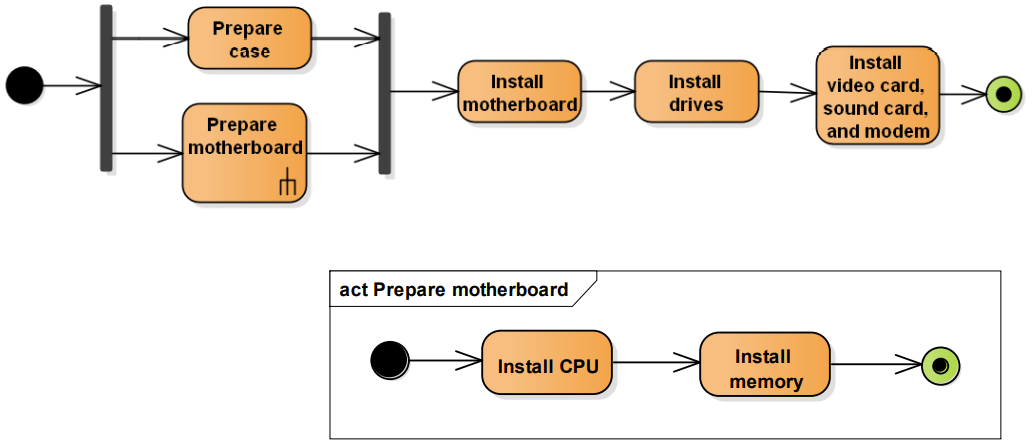 Prepare
case
Prepare
motherboard
Install
motherboard
Install
drives
Install
video card,
sound card,
and modem
act Prepare motherboard
Install CPU
Install
memory